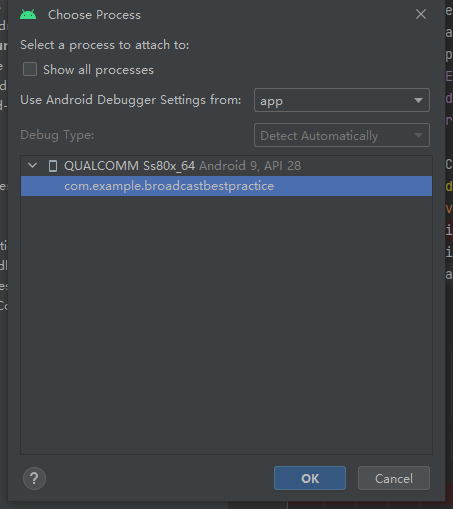 Choose Process
Select a process to attach to:
Show all processes
Use Android Debugger Settings from: app
Debug Type: Detect Automatically
QUALCOMM Ss80x_64 Android 9, API 28
com.example.broadcastbestpractice
? OK Cancel